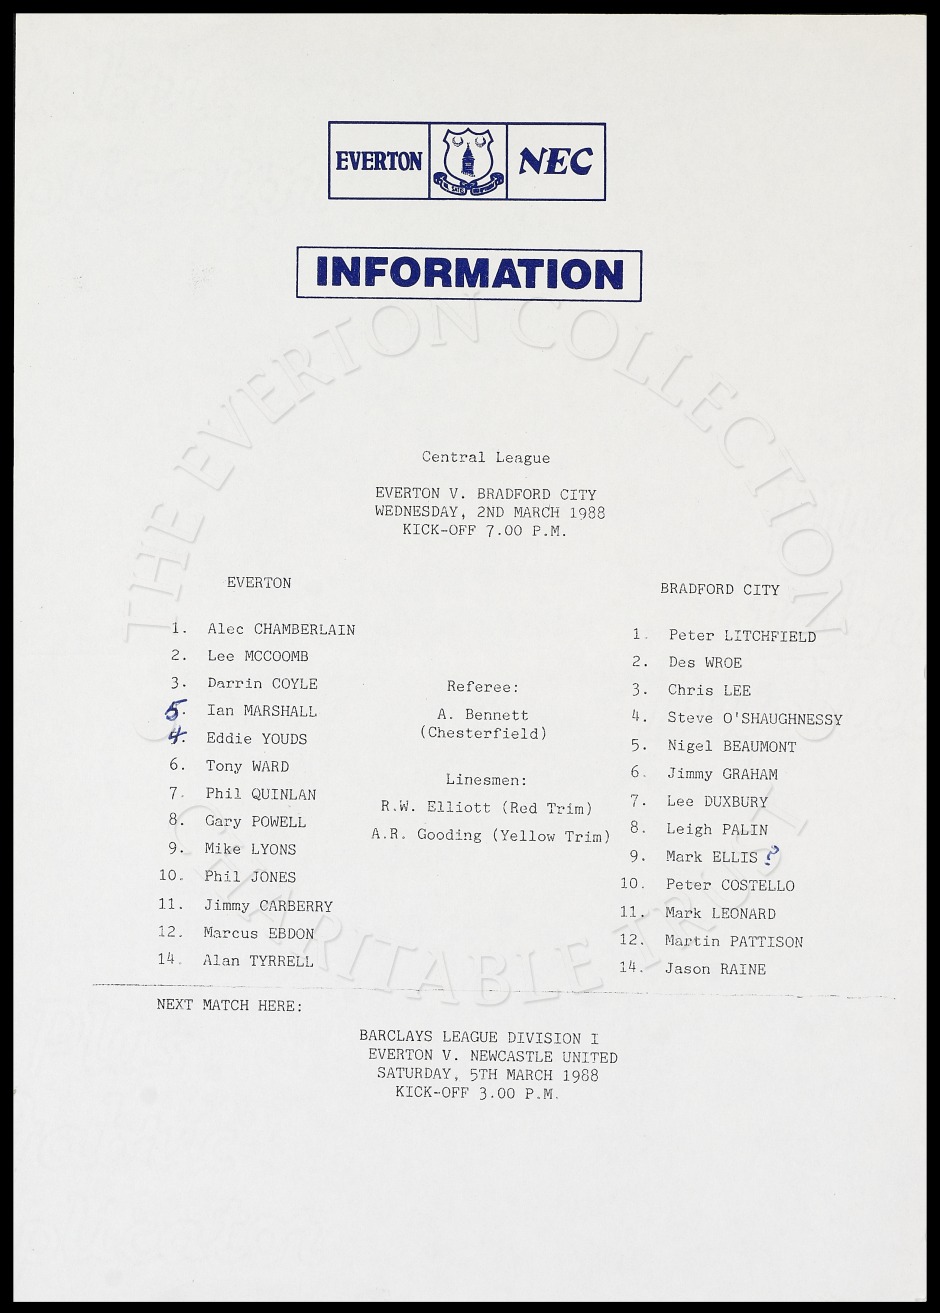 EVERTON NEC
INFORMATION
THE EVERTON COLLECTION
CHARITABLE TRUST
Central League
EVERTON V. BRADFORD CITY
WEDNESDAY, 2ND MARCH 1988
KICK-OFF 7.00 P.M.
EVERTON
1. Alec CHAMBERLAIN
2. Lee MCCOOMB
3. Darrin COYLE
5. Ian MARSHALL
4. Eddie YOUDS
6. Tony WARD
7. Phil QUINLAN
8. Gary POWELL
9. Mike LYONS
10. Phil JONES
11. Jimmy CARBERRY
12. Marcus EBDON
14. Alan TYRRELL
Referee:
A. Bennett
(Chesterfield)
Linesmen:
R.W. Elliott (Red Trim)
A.R. Gooding (Yellow Trim)
BRADFORD CITY
1. Peter LITCHFIELD
2. Des WROE
3. Chris LEE
4. Steve O'SHAUGHNESSY
5. Nigel BEAUMONT
6. Jimmy GRAHAM
7. Lee DUXBURY
8. Leigh PALIN
9. Mark ELLIS ?
10. Peter COSTELLO
11. Mark LEONARD
12. Martin PATTISON
14. Jason RAINE
NEXT MATCH HERE:
BARCLAYS LEAGUE DIVISION I
EVERTON V. NEWCASTLE UNITED
SATURDAY, 5TH MARCH 1988
KICK-OFF 3.00 P.M.